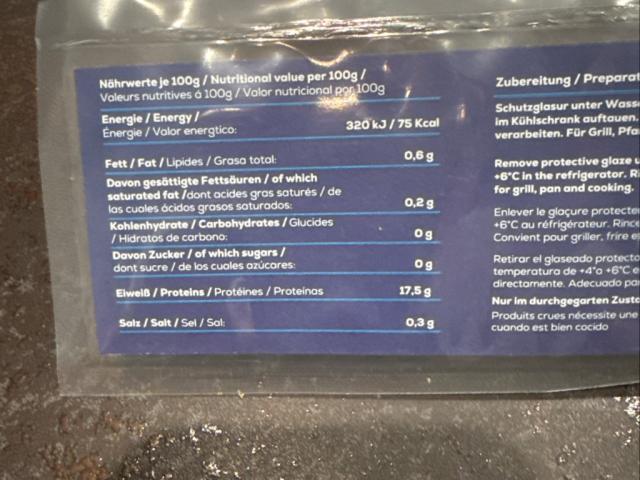 Nährwerte je 100g / Nutritional value per 100g /
Valeurs nutritives á 100g / Valor nutricional por 100g
Energie / Energy /
Énergie / Valor energtico:
320 kJ / 75 Kcal
Fett / Fat / Lipides / Grasa total:
0,6 g
Davon gesättigte Fettsäuren / of which
saturated fat / dont acides gras saturés / de
las cuales ácidos grasos saturados:
0,2 g
Kohlenhydrate / Carbohydrates / Glucides
/ Hidratos de carbono:
0 g
Davon Zucker / of which sugars /
dont sucre / de los cuales azúcares:
0 g
Eiweiß / Proteins / Protéines / Proteínas
17,5 g
Salz / Salt / Sel / Sal:
0,3 g
Zubereitung / Preparat
Schutzglasur unter Wass
im Kühlschrank auftauen.
verarbeiten. Für Grill, Pfa
Remove protective glaze u
+6°C in the refrigerator. Ri
for grill, pan and cooking.
Enlever le glaçure protecte
+6°C au réfrigérateur. Rince
Convient pour griller, frire e
Retirar el glaseado protecto
temperatura de +4°a +6°C e
directamente. Adecuado pa
Nur im durchgegarten Zusta
Produits crues nécessite une
cuando est bien cocido